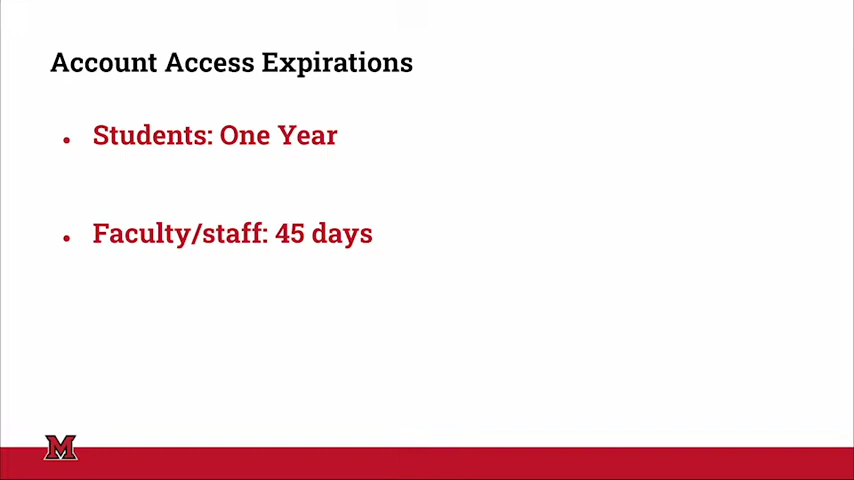 Account Access Expirations
• Students: One Year
• Faculty/staff: 45 days
M